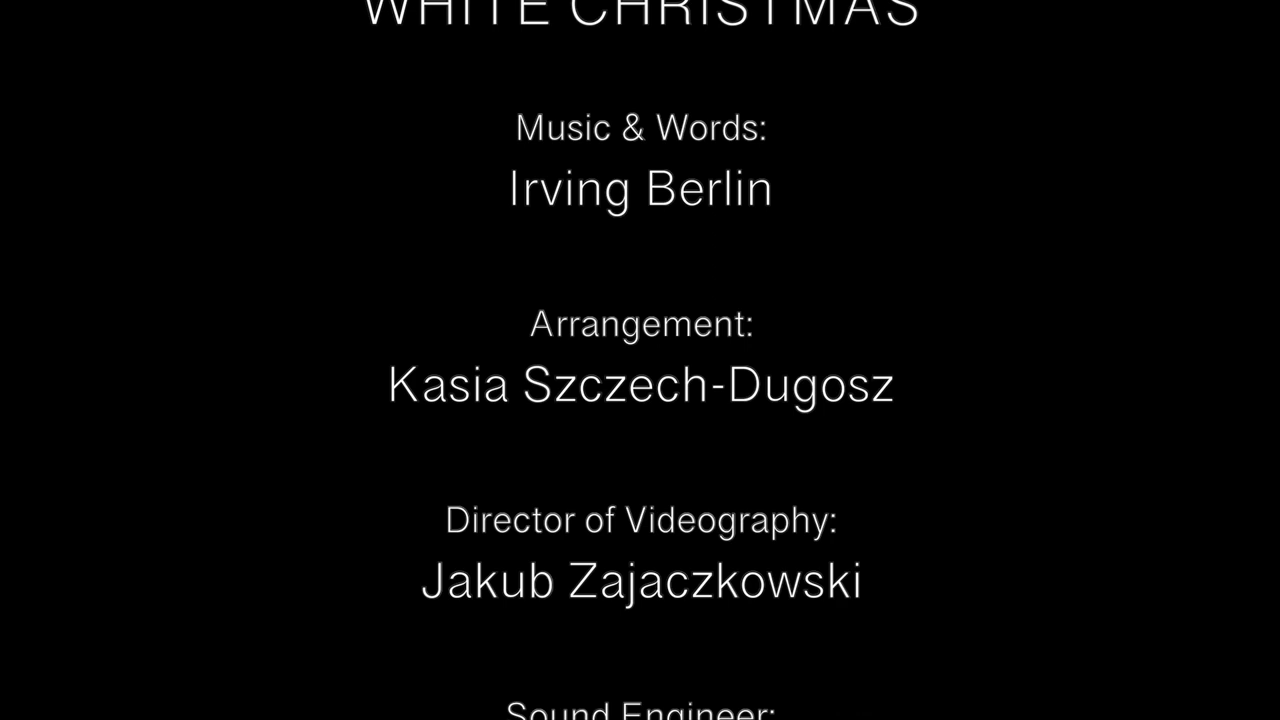 WHITE CHRISTMAS
Music & Words:
Irving Berlin
Arrangement:
Kasia Szczech-Dugosz
Director of Videography:
Jakub Zajaczkowski
Sound Engineer: